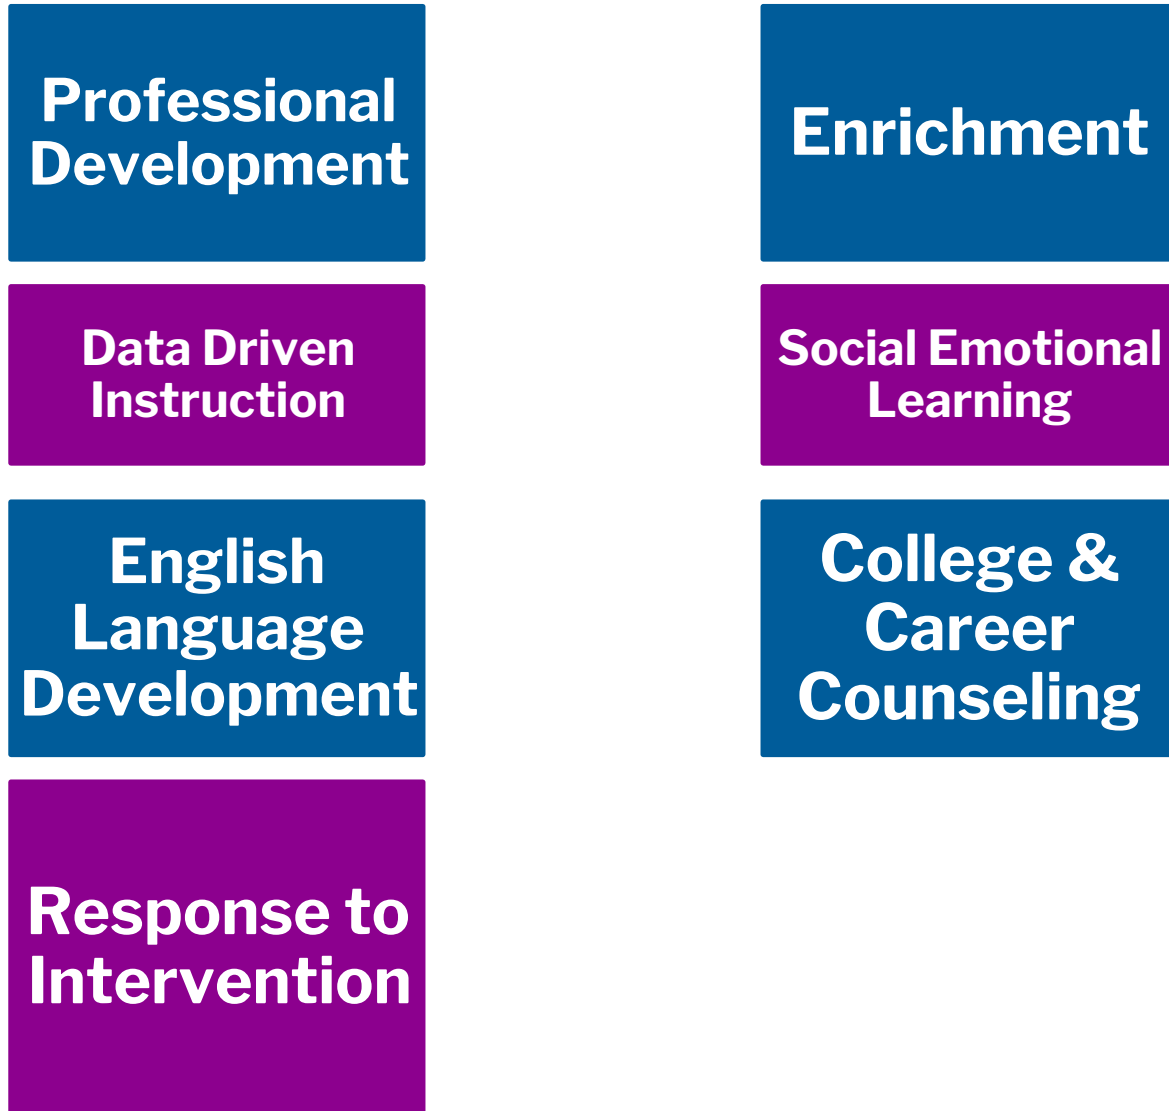 Professional
Development
Enrichment
Data Driven
Instruction
Social Emotional
Learning
English
Language
Development
College &
Career
Counseling
Response to
Intervention